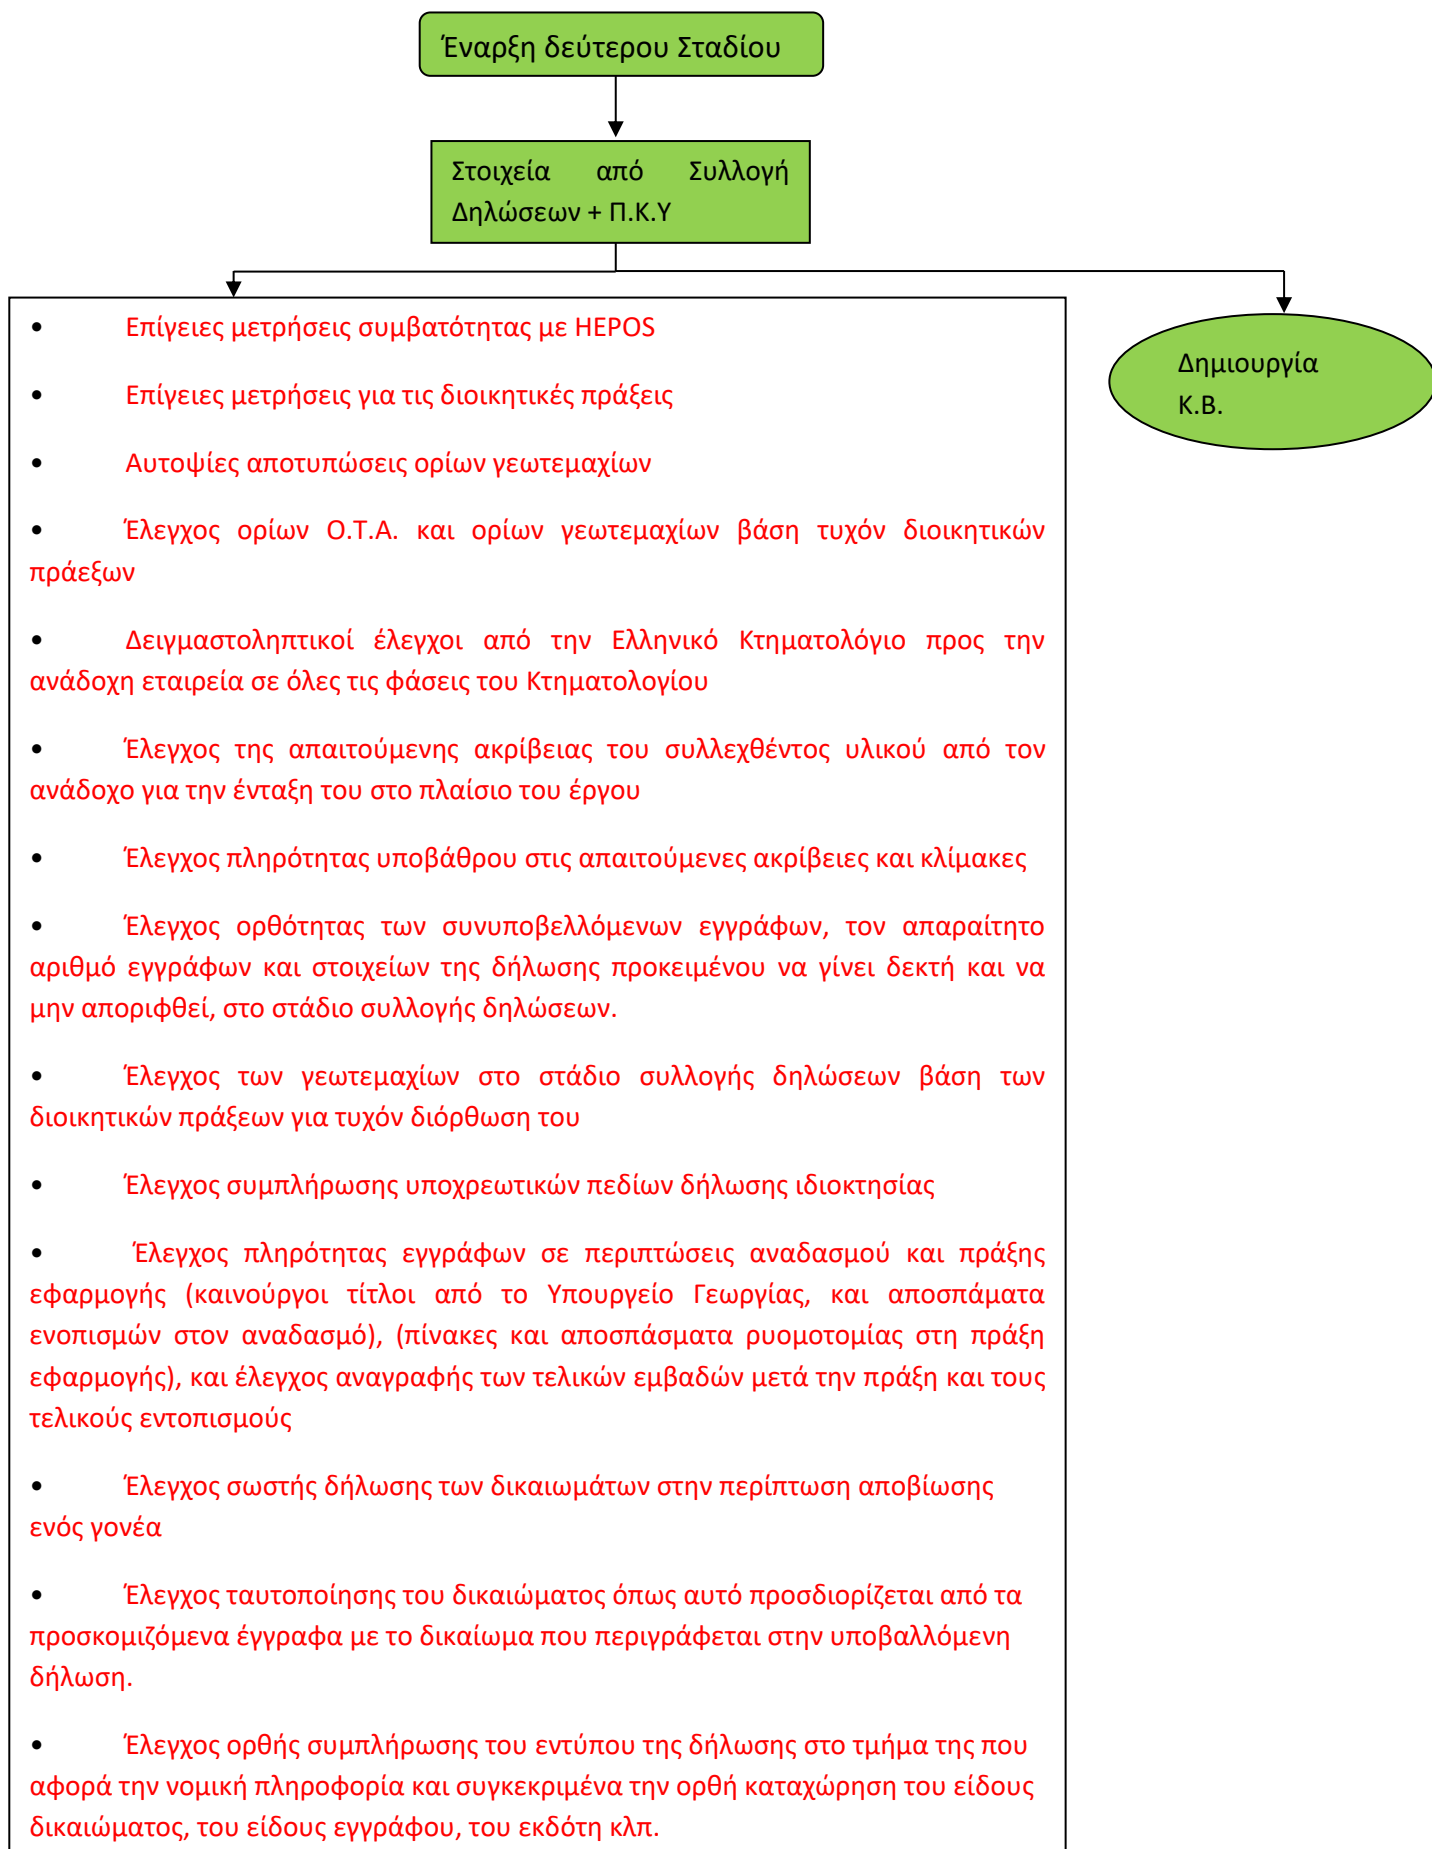 Έναρξη δεύτερου Σταδίου
Στοιχεία από Συλλογή
Δηλώσεων + Π.Κ.Υ
Δημιουργία
Κ.Β.
• Επίγειες μετρήσεις συμβατότητας με HEPOS
• Επίγειες μετρήσεις για τις διοικητικές πράξεις
• Αυτοψίες αποτυπώσεις ορίων γεωτεμαχίων
• Έλεγχος ορίων Ο.Τ.Α. και ορίων γεωτεμαχίων βάση τυχόν διοικητικών
πράεξων
• Δειγμαστοληπτικοί έλεγχοι από την Ελληνικό Κτηματολόγιο προς την
ανάδοχη εταιρεία σε όλες τις φάσεις του Κτηματολογίου
• Έλεγχος της απαιτούμενης ακρίβειας του συλλεχθέντος υλικού από τον
ανάδοχο για την ένταξη του στο πλαίσιο του έργου
• Έλεγχος πληρότητας υποβάθρου στις απαιτούμενες ακρίβειες και κλίμακες
• Έλεγχος ορθότητας των συνυποβελλόμενων εγγράφων, τον απαραίτητο
αριθμό εγγράφων και στοιχείων της δήλωσης προκειμένου να γίνει δεκτή και να
μην αποριφθεί, στο στάδιο συλλογής δηλώσεων.
• Έλεγχος των γεωτεμαχίων στο στάδιο συλλογής δηλώσεων βάση των
διοικητικών πράξεων για τυχόν διόρθωση του
• Έλεγχος συμπλήρωσης υποχρεωτικών πεδίων δήλωσης ιδιοκτησίας
• Έλεγχος πληρότητας εγγράφων σε περιπτώσεις αναδασμού και πράξης
εφαρμογής (καινούργοι τίτλοι από το Υπουργείο Γεωργίας, και αποσπάματα
ενοπισμών στον αναδασμό), (πίνακες και αποσπάσματα ρυομοτομίας στη πράξη
εφαρμογής), και έλεγχος αναγραφής των τελικών εμβαδών μετά την πράξη και τους
τελικούς εντοπισμούς
• Έλεγχος σωστής δήλωσης των δικαιωμάτων στην περίπτωση αποβίωσης
ενός γονέα
• Έλεγχος ταυτοποίησης του δικαιώματος όπως αυτό προσδιορίζεται από τα
προσκομιζόμενα έγγραφα με το δικαίωμα που περιγράφεται στην υποβαλλόμενη
δήλωση.
• Έλεγχος ορθής συμπλήρωσης του εντύπου της δήλωσης στο τμήμα της που
αφορά την νομική πληροφορία και συγκεκριμένα την ορθή καταχώρηση του είδους
δικαιώματος, του είδους εγγράφου, του εκδότη κλπ.